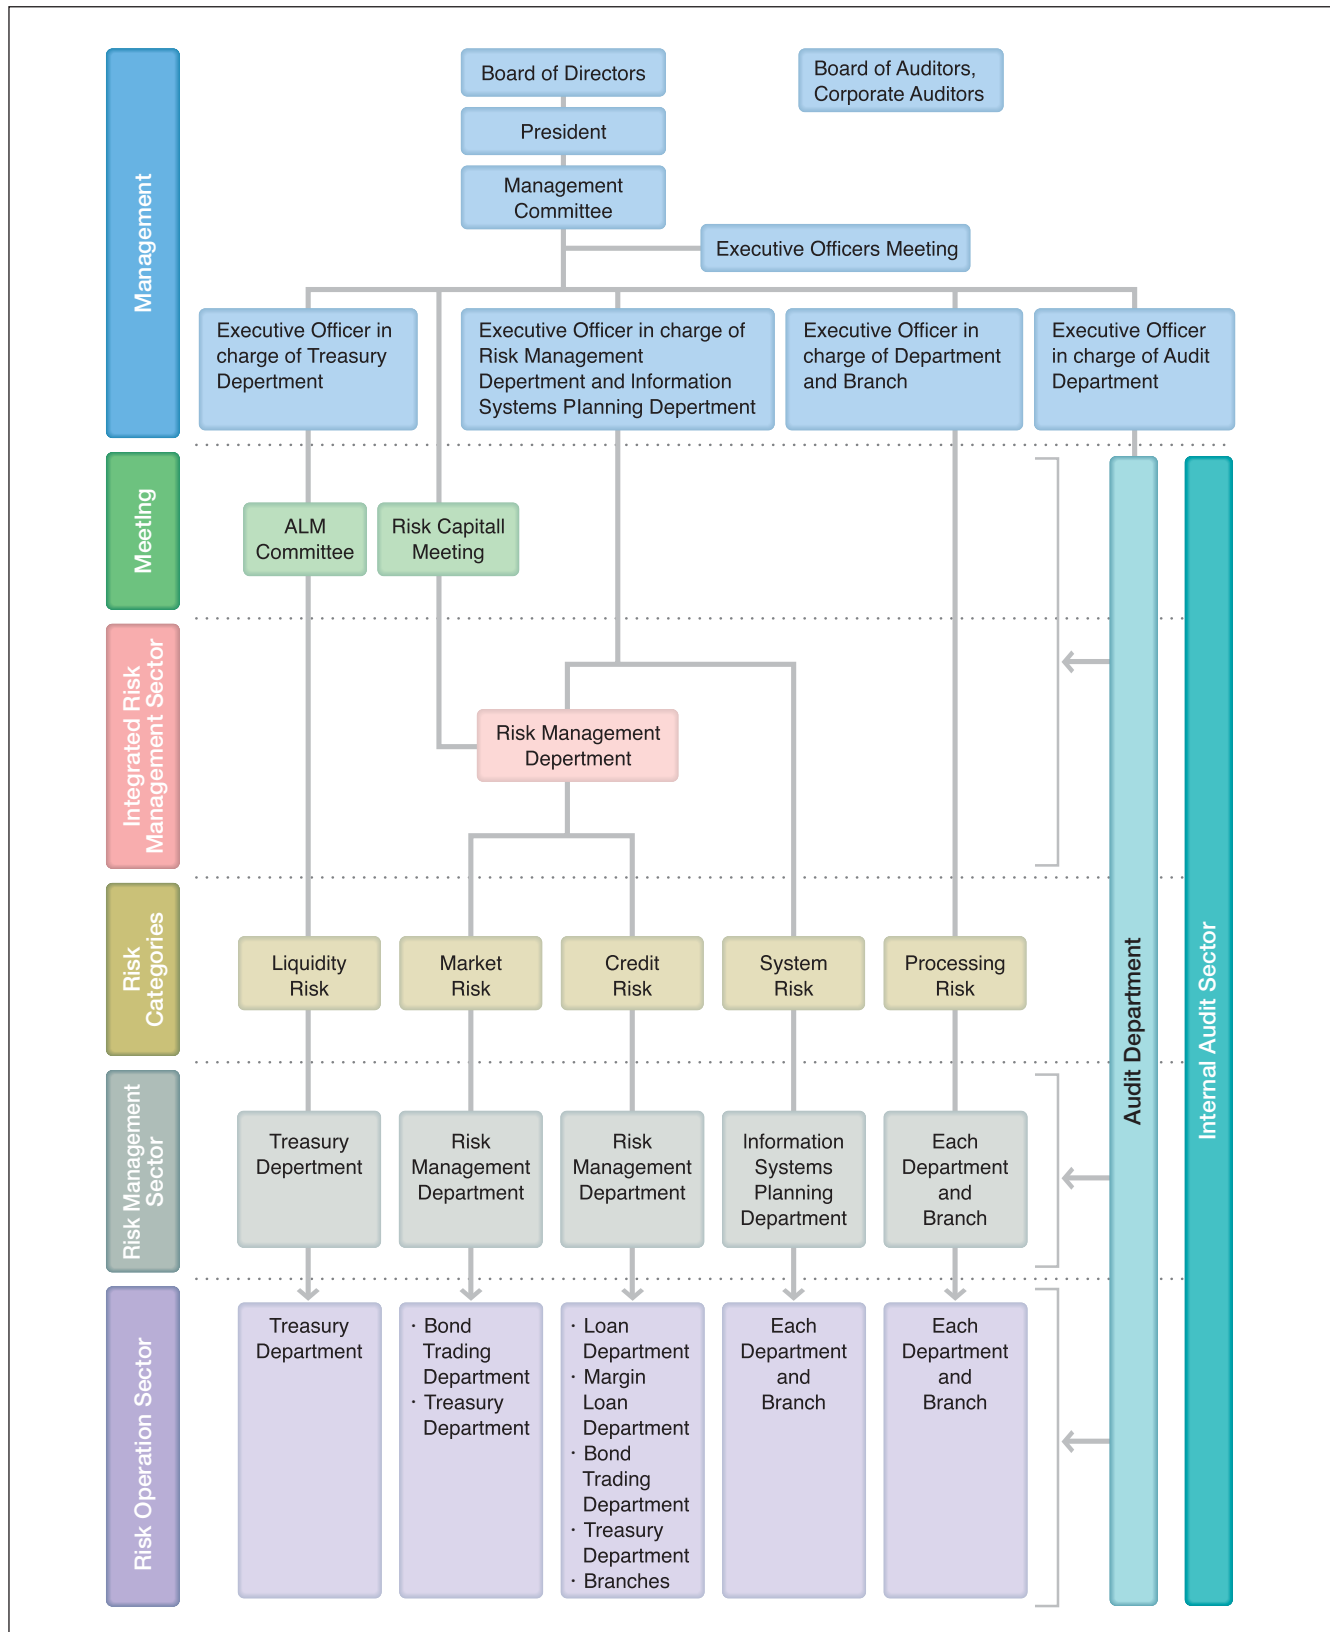 Management
Board of Directors
Board of Auditors,
Corporate Auditors
President
Management
Committee
Executive Officers Meeting
Executive Officer in
charge of Treasury
Depertment
Executive Officer in charge of
Risk Management
Depertment and Information
Systems Planning Depertment
Executive Officer in
charge of Department
and Branch
Executive Officer
in charge of Audit
Department
Meeting
ALM
Committee
Risk Capitall
Meeting
Integrated Risk
Management Sector
Risk Management
Depertment
Risk
Categories
Liquidity
Risk
Market
Risk
Credit
Risk
System
Risk
Processing
Risk
Audit Department
Internal Audit Sector
Risk Management
Sector
Treasury
Depertment
Risk
Management
Department
Risk
Management
Department
Information
Systems
Planning
Department
Each
Department
and
Branch
Risk Operation Sector
Treasury
Department
・Bond
Trading
Department
・Treasury
Department
・Loan
Department
・Margin
Loan
Department
・Bond
Trading
Department
・Treasury
Department
・Branches
Each
Department
and
Branch
Each
Department
and
Branch